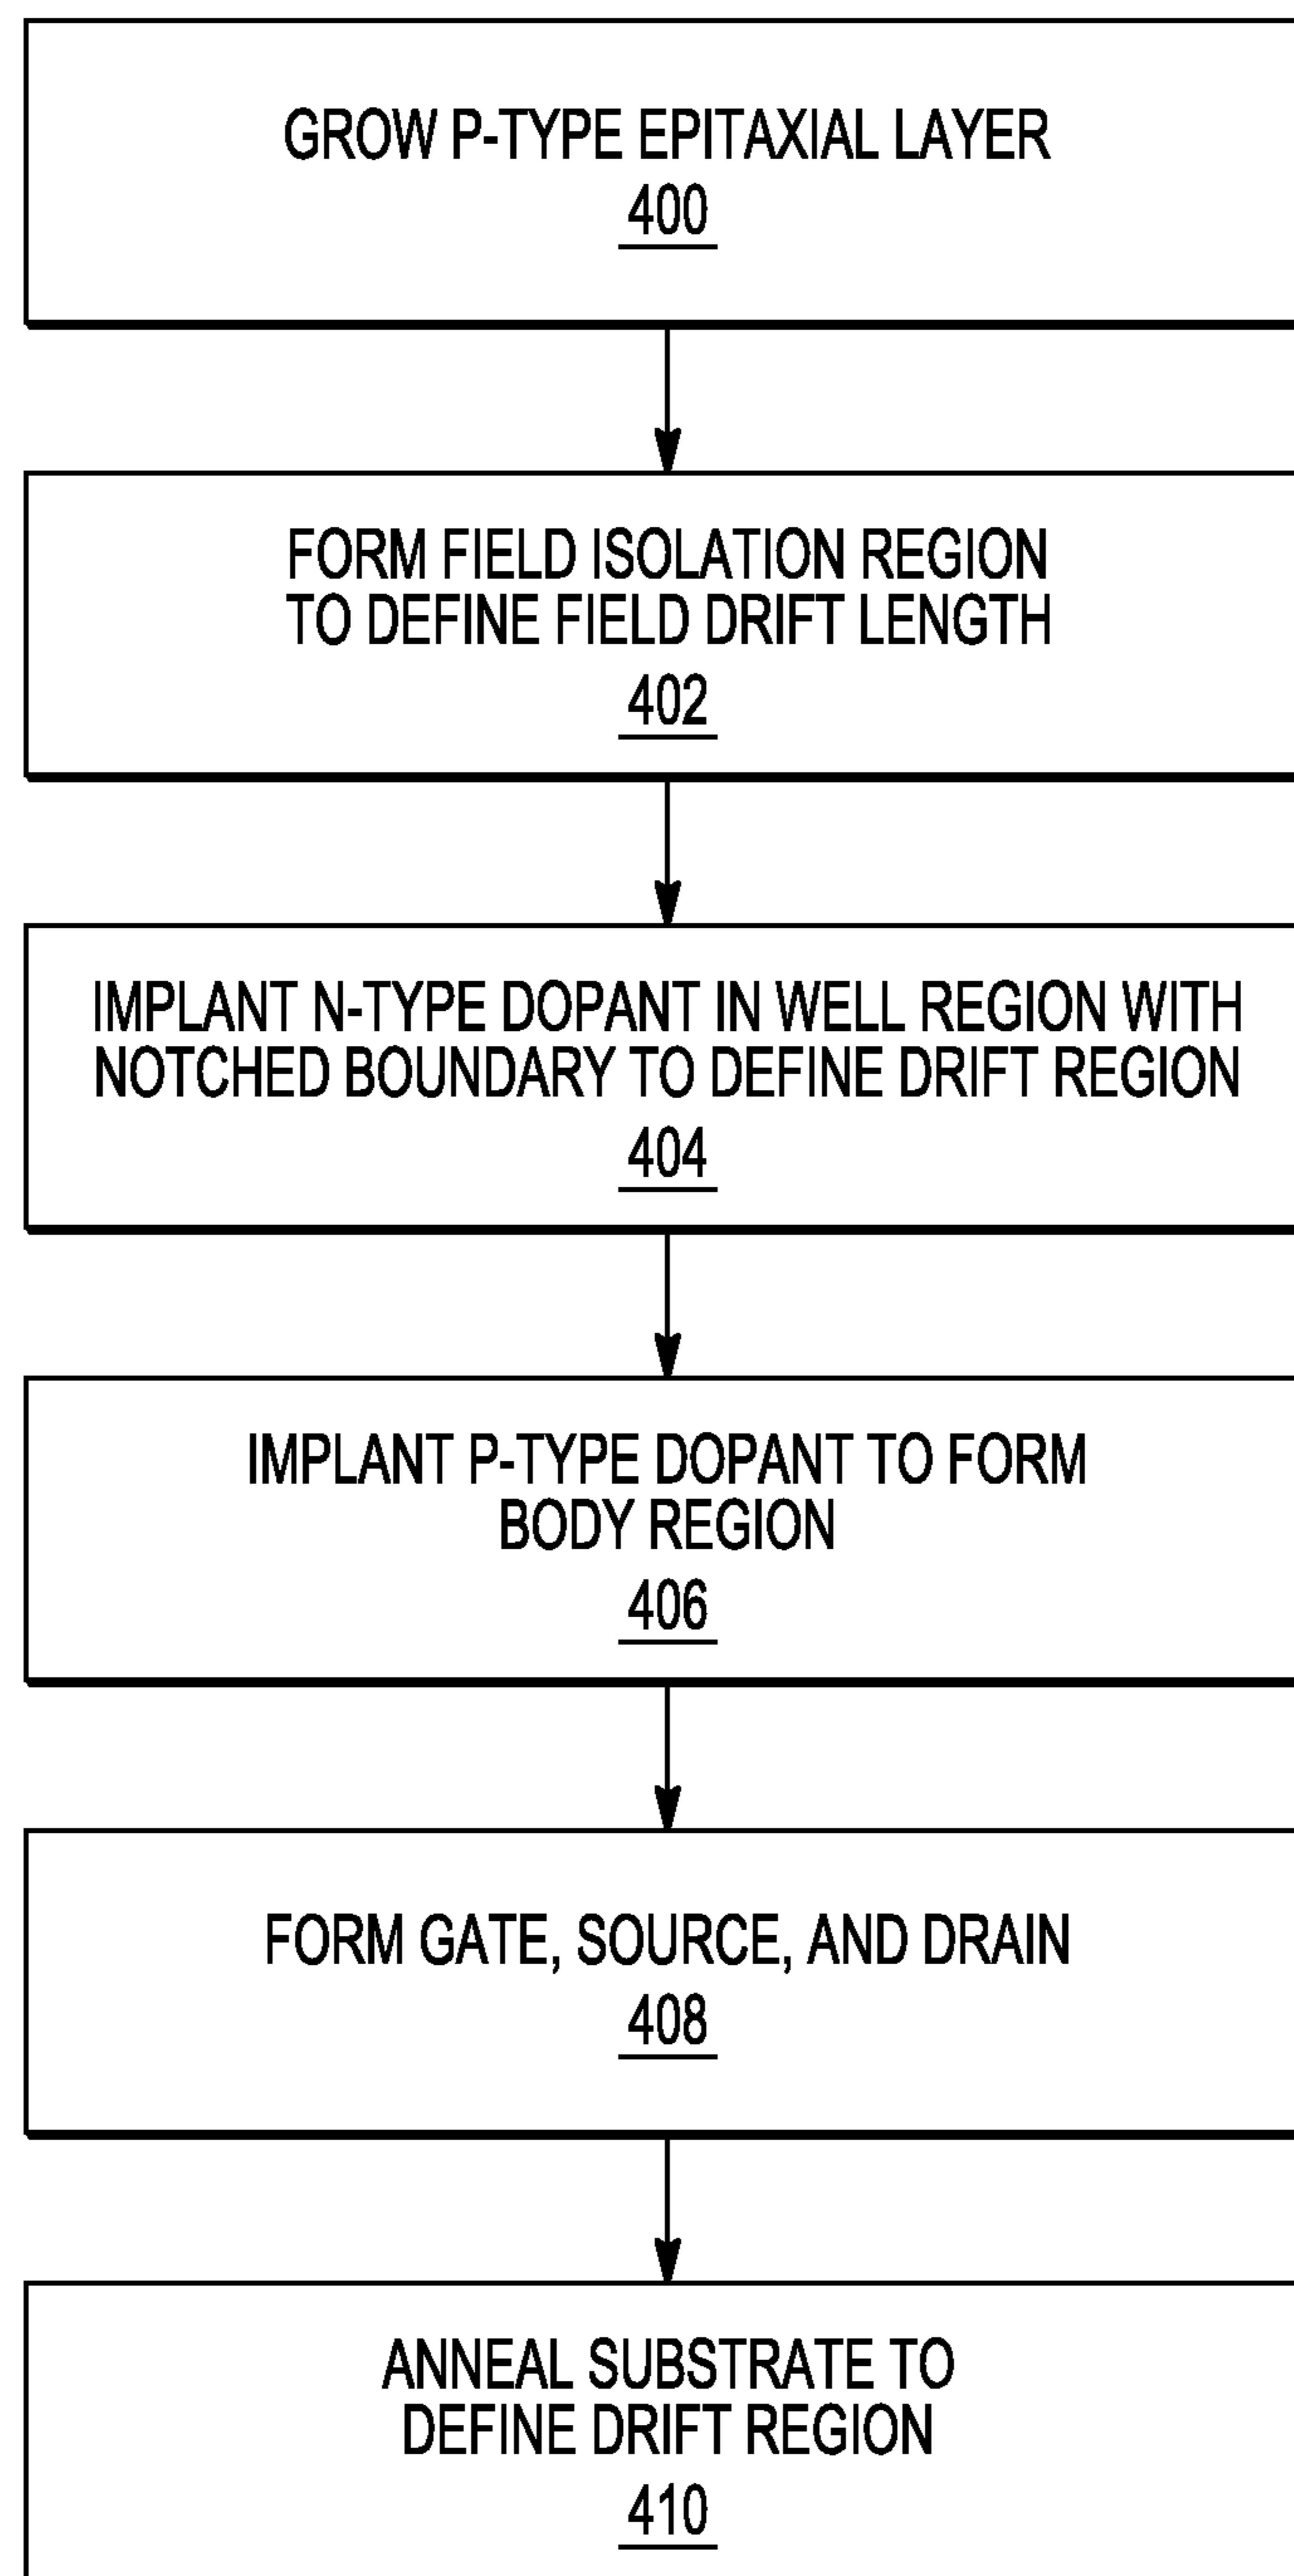 GROW P-TYPE EPITAXIAL LAYER
400
FORM FIELD ISOLATION REGION
TO DEFINE FIELD DRIFT LENGTH
402
IMPLANT N-TYPE DOPANT IN WELL REGION WITH
NOTCHED BOUNDARY TO DEFINE DRIFT REGION
404
IMPLANT P-TYPE DOPANT TO FORM
BODY REGION
406
FORM GATE, SOURCE, AND DRAIN
408
ANNEAL SUBSTRATE TO
DEFINE DRIFT REGION
410